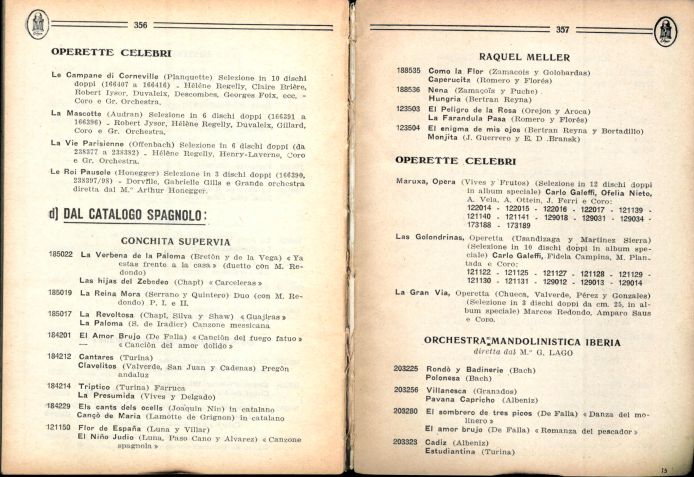 356
OPERETTE CELEBRI
Le Campane di Corneville (Planquette) Selezione in 10 dischi
doppi (166407 a 166416) - Hélène Regelly, Claire Brière,
Robert Iysor, Duvaleix, Descombes, Georges Foix, ecc. -
Coro e Gr. Orchestra.
La Mascotte (Audran) Selezione in 6 dischi doppi (166391 a
166396) - Robert Jysor, Hélène Regelly, Duvaleix, Gillard,
Coro e Gr. Orchestra.
La Vie Parisienne (Offenbach) Selezione in 6 dischi doppi (da
238377 a 238382) - Hélène Regelly, Henry-Laverne, Coro
e Gr. Orchestra.
Le Roi Pausole (Honegger) Selezione in 3 dischi doppi (166390,
238397/98) - Dorville, Gabrielle Gills e Grande orchestra
diretta dal M.º Arthur Honegger.
d) DAL CATALOGO SPAGNOLO:
CONCHITA SUPERVIA
185022 La Verbena de la Paloma (Bretón y de la Vega) «Ya
estas frente a la casa» (duetto con M. Re-
dondo)
Las hijas del Zebedeo (Chapì) «Carceleras»
185019 La Reina Mora (Serrano y Quintero) Duo (con M. Re-
dondo) P. I. e II.
185017 La Revoltosa (Chapì, Silva y Shaw) «Guajiras»
La Paloma (S. de Iradier) Canzone messicana
184201 El Amor Brujo (De Falla) «Canción del fuego fatuo»
— «Canción del amor dolido»
184212 Cantares (Turina)
Clavelitos (Valverde, San Juan y Cadenas) Pregón
andaluz
184214 Triptico (Turina) Farruca
La Presumida (Vives y Delgado)
184229 Els cants dels ocells (Joaquin Nin) in catalano
Cançò de Maria (Lamotte de Grignon) in catalano
121150 Flor de España (Luna y Villar)
El Niño Judio (Luna, Paso Cano y Alvarez) «Canzone
spagnola»
357
RAQUEL MELLER
188535 Como la Flor (Zamacois y Golobardas)
Caperucita (Romero y Florés)
188536 Nena (Zamaçoïs y Puche)
Hungria (Bertran Reyna)
123503 El Peligro de la Rosa (Orejon y Aroca)
La Farandula Pasa (Romero y Florés)
123504 El enigma de mis ojos (Bertran Reyna y Bortadillo)
Monjita (J. Guerrero y E. D Bransk)
OPERETTE CELEBRI
Maruxa, Opera (Vives y Frutos) (Selezione in 12 dischi doppi
in album speciale) Carlo Galeffi, Ofelia Nieto,
A. Vela, A. Ottein, J. Ferri e Coro:
122014 - 122015 - 122016 - 122017 - 121139 -
121140 - 121141 - 129018 - 129031 - 129034 -
173188 - 173189
Las Golondrinas, Operetta (Usandizaga y Martinez Sierra)
(Selezione in 10 dischi doppi in album spe-
ciale) Carlo Galeffi, Fidela Campina, M. Plan-
tada e Coro:
121122 - 121125 - 121127 - 121128 - 121129 -
121130 - 121131 - 129012 - 129013 - 129014
La Gran Via, Operetta (Chueca, Valverde, Pérez y Gonzales)
(Selezione in 3 dischi doppi da cm. 25, in al-
bum speciale) Marcos Redondo, Amparo Saus
e Coro.
ORCHESTRA MANDOLINISTICA IBERIA
diretta dal M.º G. LAGO
203225 Rondò y Badinerie (Bach)
Polonesa (Bach)
203256 Villanesca (Granados)
Pavana Capricho (Albeniz)
203280 El sombrero de tres picos (De Falla) «Danza del mo-
linero»
El amor brujo (De Falla) «Romanza del pescador»
203323 Cadiz (Albeniz)
Estudiantina (Turina)
15